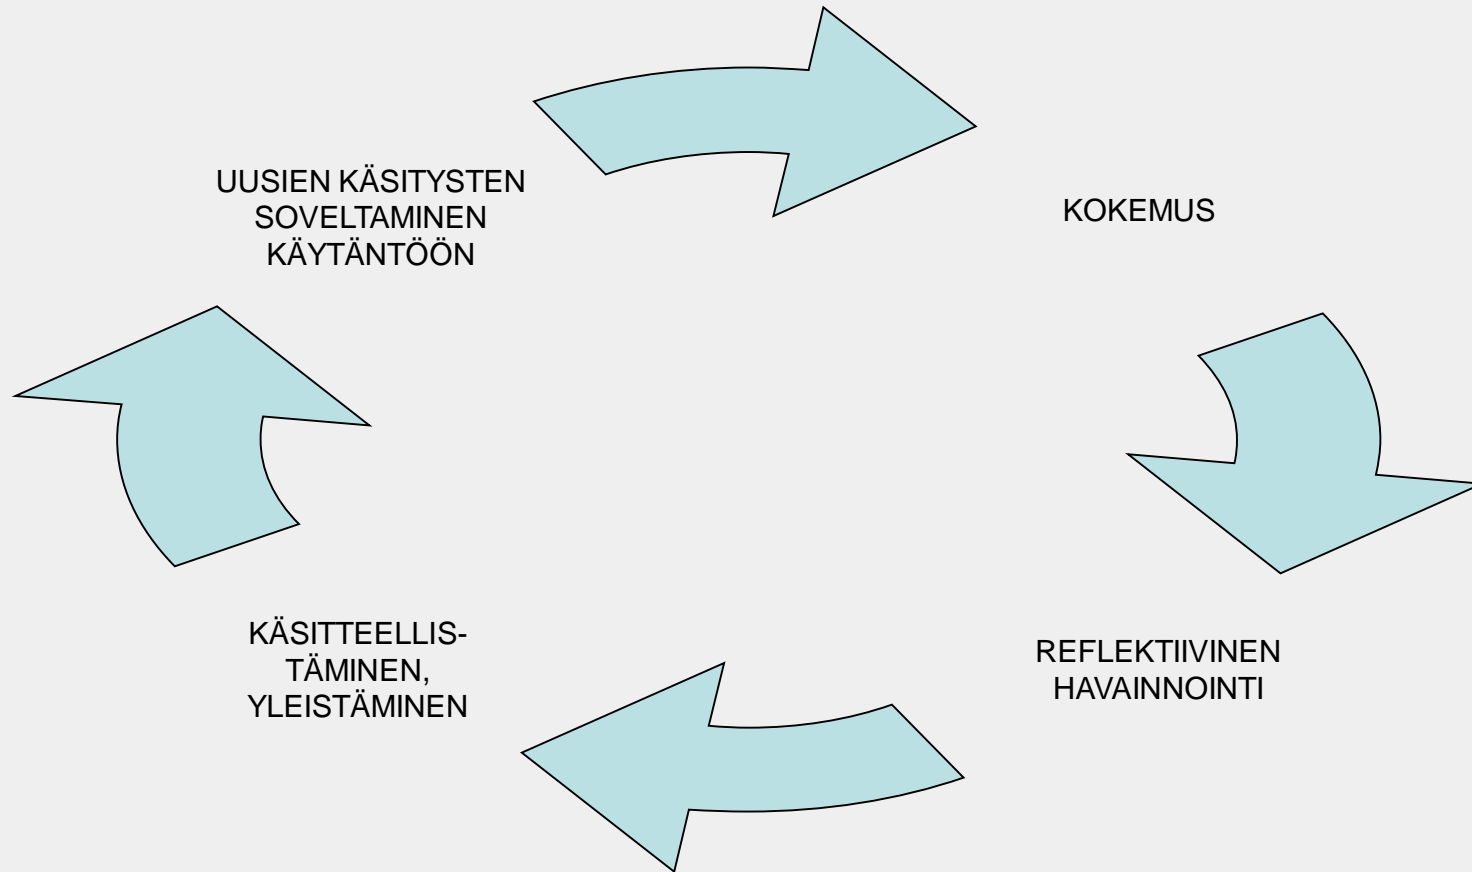 UUSIEN KÄSITYSTEN
SOVELTAMINEN
KÄYTÄNTÖÖN
KOKEMUS
REFLEKTIIVINEN
HAVAINNOINTI
KÄSITTEELLIS-
TÄMINEN,
YLEISTÄMINEN